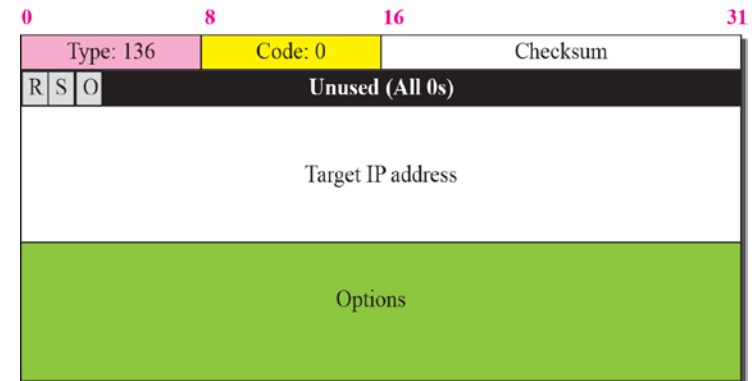 0 8 16 31
Type: 136 Code: 0 Checksum
R S O Unused (All 0s)
Target IP address
Options